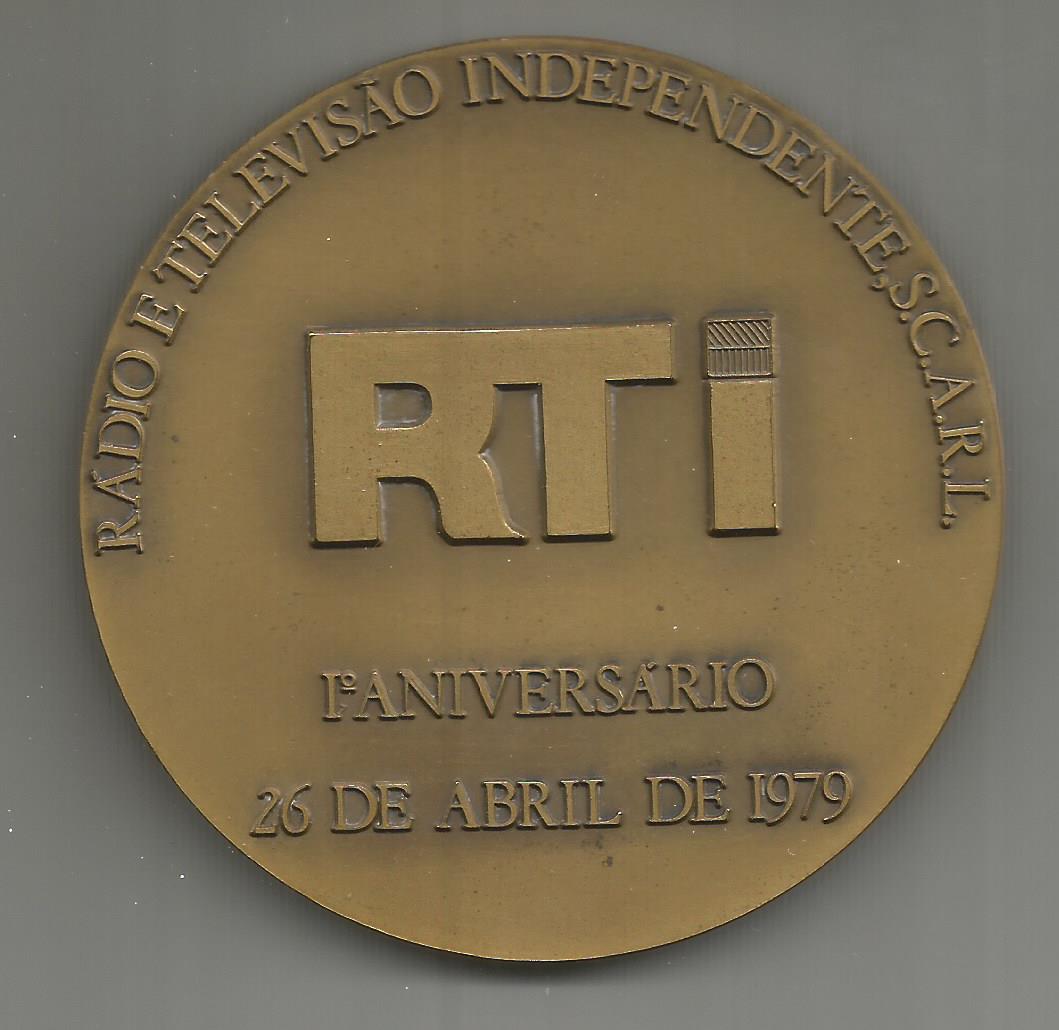 RÁDIO E TELEVISÃO INDEPENDENTE, S.C.A.R.L.
RTi
1º ANIVERSÁRIO
26 DE ABRIL DE 1979